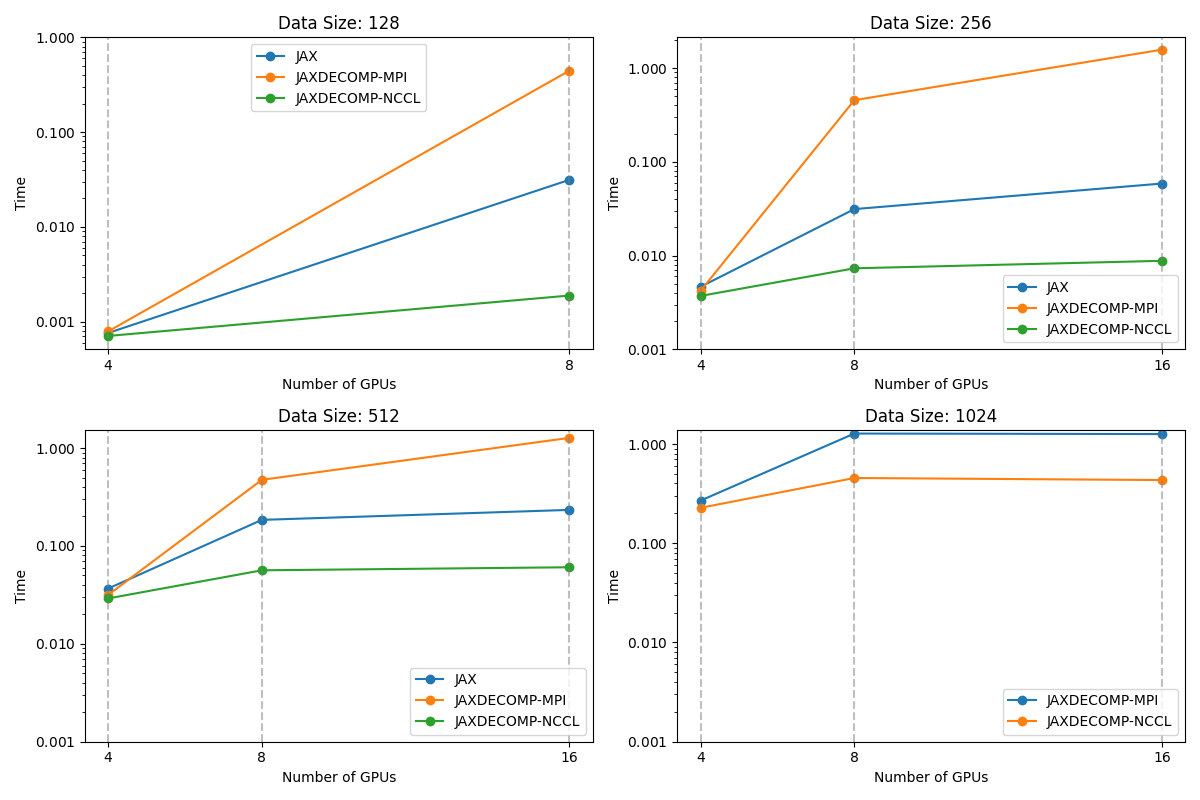 Data Size: 128
1.000
0.100
0.010
0.001
Time
JAX
JAXDECOMP-MPI
JAXDECOMP-NCCL
4
8
Number of GPUs
Data Size: 256
1.000
0.100
0.010
0.001
Time
JAX
JAXDECOMP-MPI
JAXDECOMP-NCCL
4
8
16
Number of GPUs
Data Size: 512
1.000
0.100
0.010
0.001
Time
JAX
JAXDECOMP-MPI
JAXDECOMP-NCCL
4
8
16
Number of GPUs
Data Size: 1024
1.000
0.100
0.010
0.001
Time
JAXDECOMP-MPI
JAXDECOMP-NCCL
4
8
16
Number of GPUs